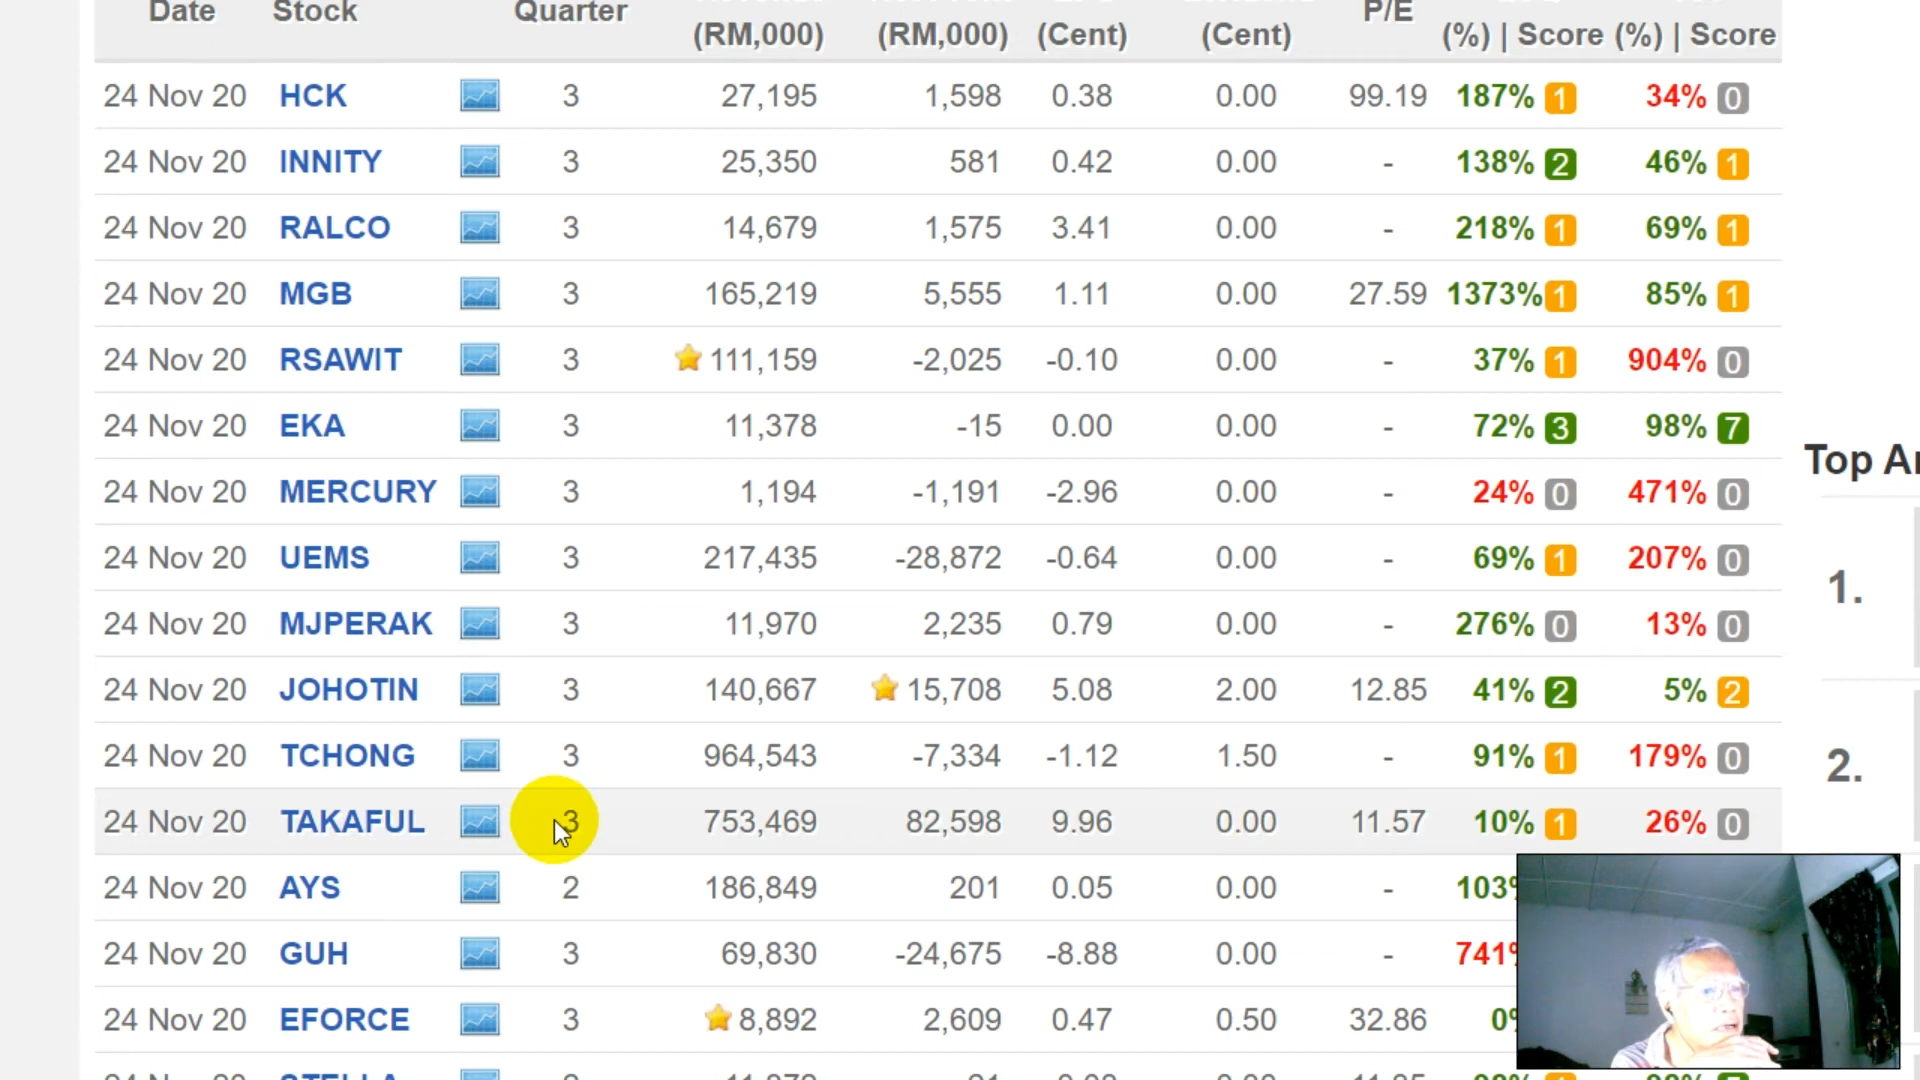 Date Stock Quarter (RM,000) (RM,000) (Cent) (Cent) P/E (%) | Score (%) | Score
24 Nov 20 HCK 3 27,195 1,598 0.38 0.00 99.19 187% 1 34% 0
24 Nov 20 INNITY 3 25,350 581 0.42 0.00 - 138% 2 46% 1
24 Nov 20 RALCO 3 14,679 1,575 3.41 0.00 - 218% 1 69% 1
24 Nov 20 MGB 3 165,219 5,555 1.11 0.00 27.59 1373% 1 85% 1
24 Nov 20 RSAWIT 3 111,159 -2,025 -0.10 0.00 - 37% 1 904% 0
24 Nov 20 EKA 3 11,378 -15 0.00 0.00 - 72% 3 98% 7
24 Nov 20 MERCURY 3 1,194 -1,191 -2.96 0.00 - 24% 0 471% 0
24 Nov 20 UEMS 3 217,435 -28,872 -0.64 0.00 - 69% 1 207% 0
24 Nov 20 MJPERAK 3 11,970 2,235 0.79 0.00 - 276% 0 13% 0
24 Nov 20 JOHOTIN 3 140,667 15,708 5.08 2.00 12.85 41% 2 5% 2
24 Nov 20 TCHONG 3 964,543 -7,334 -1.12 1.50 - 91% 1 179% 0
24 Nov 20 TAKAFUL 3 753,469 82,598 9.96 0.00 11.57 10% 1 26% 0
24 Nov 20 AYS 2 186,849 201 0.05 0.00 - 103%
24 Nov 20 GUH 3 69,830 -24,675 -8.88 0.00 - 741%
24 Nov 20 EFORCE 3 8,892 2,609 0.47 0.50 32.86 0%
Top
1.
2.